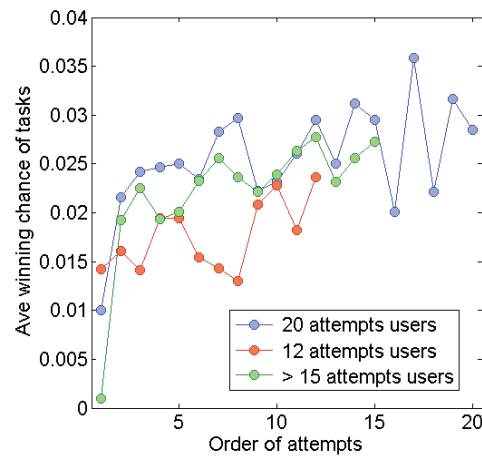 0.04
0.035
0.03
0.025
0.02
0.015
0.01
0.005
0
Ave winning chance of tasks
20 attempts users
12 attempts users
> 15 attempts users
5 10 15 20
Order of attempts